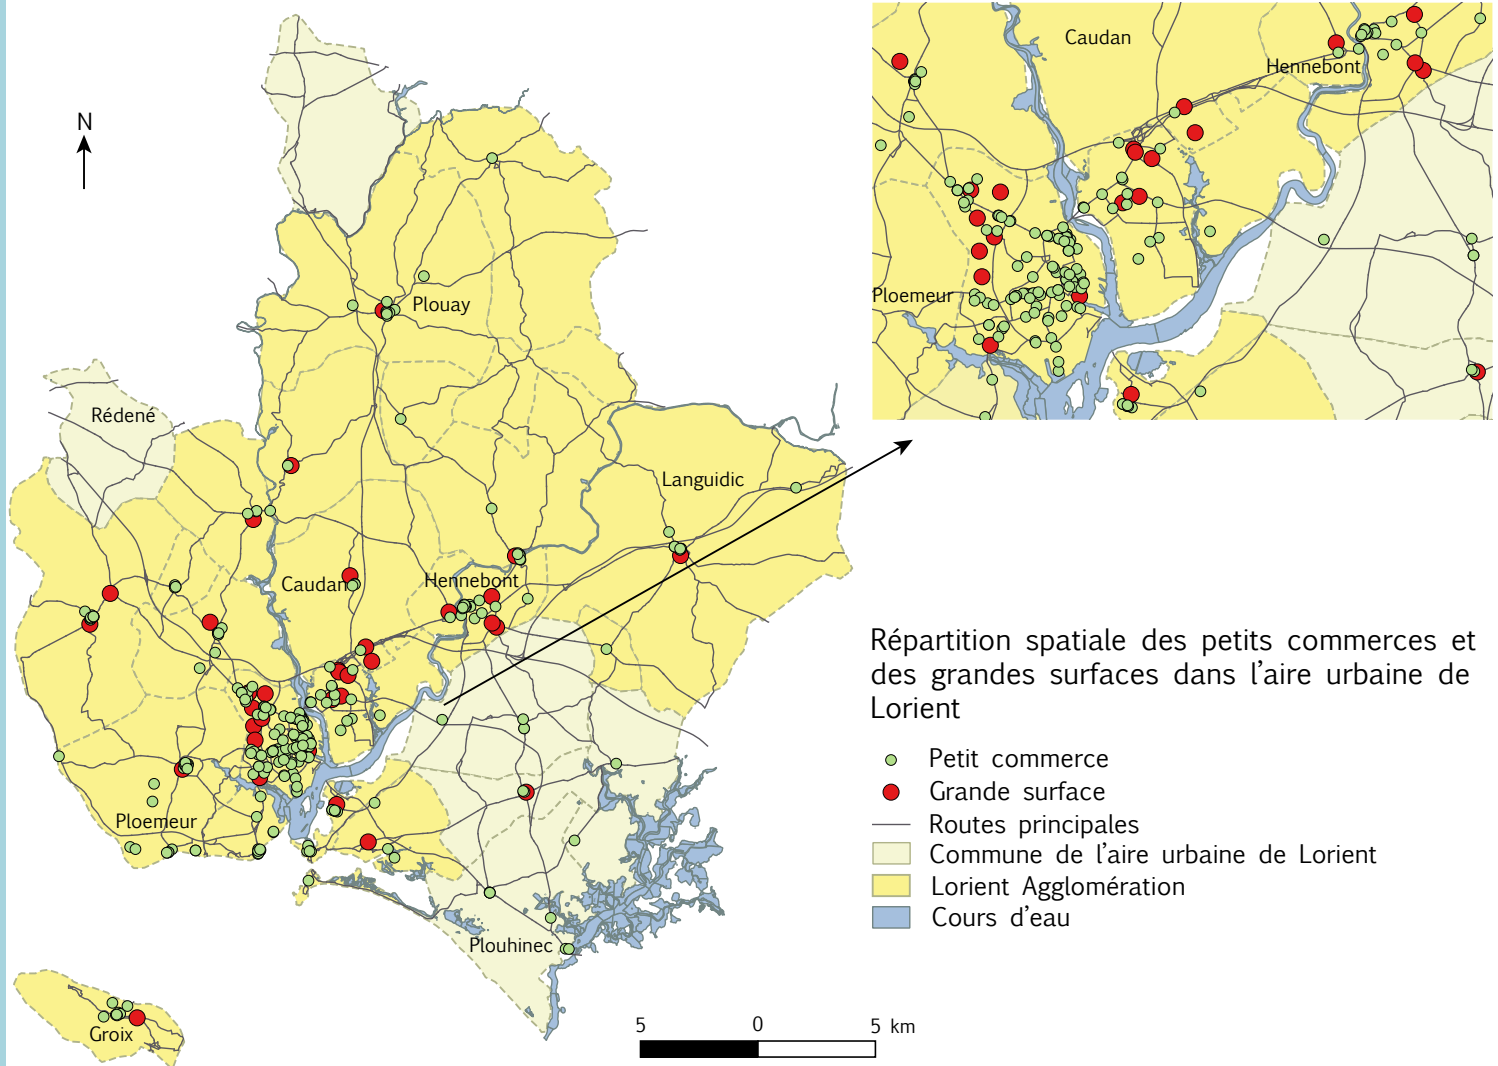 N
Plouay
Rédené
Languidic
Caudan
Hennebont
Ploemeur
Plouhinec
Groix
5 0 5 km
Caudan
Hennebont
Ploemeur
Répartition spatiale des petits commerces et
des grandes surfaces dans l'aire urbaine de
Lorient
Petit commerce
Grande surface
Routes principales
Commune de l'aire urbaine de Lorient
Lorient Agglomération
Cours d'eau